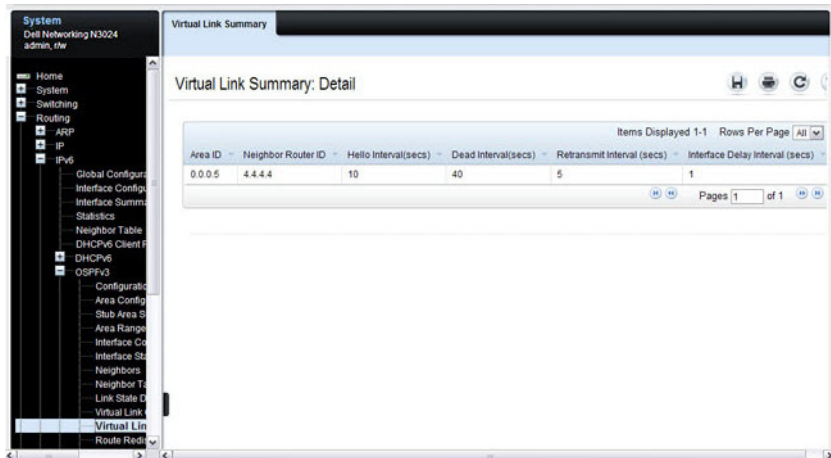 System
Dell Networking N3024
admin, r/w
Home
System
Switching
Routing
ARP
IP
IPv6
Global Configura
Interface Configu
Interface Summa
Statistics
Neighbor Table
DHCPv6 Client P
DHCPv6
OSPFv3
Configuratio
Area Config
Stub Area S
Area Range
Interface Co
Interface Sta
Neighbors
Neighbor Ta
Link State D
Virtual Link
Virtual Lin
Route Redis
Virtual Link Summary
Virtual Link Summary: Detail
Items Displayed 1-1 Rows Per Page All
Area ID Neighbor Router ID Hello Interval(secs) Dead Interval(secs) Retransmit Interval (secs) Interface Delay Interval (secs)
0.0.0.5 4.4.4.4 10 40 5 1
Pages 1 of 1